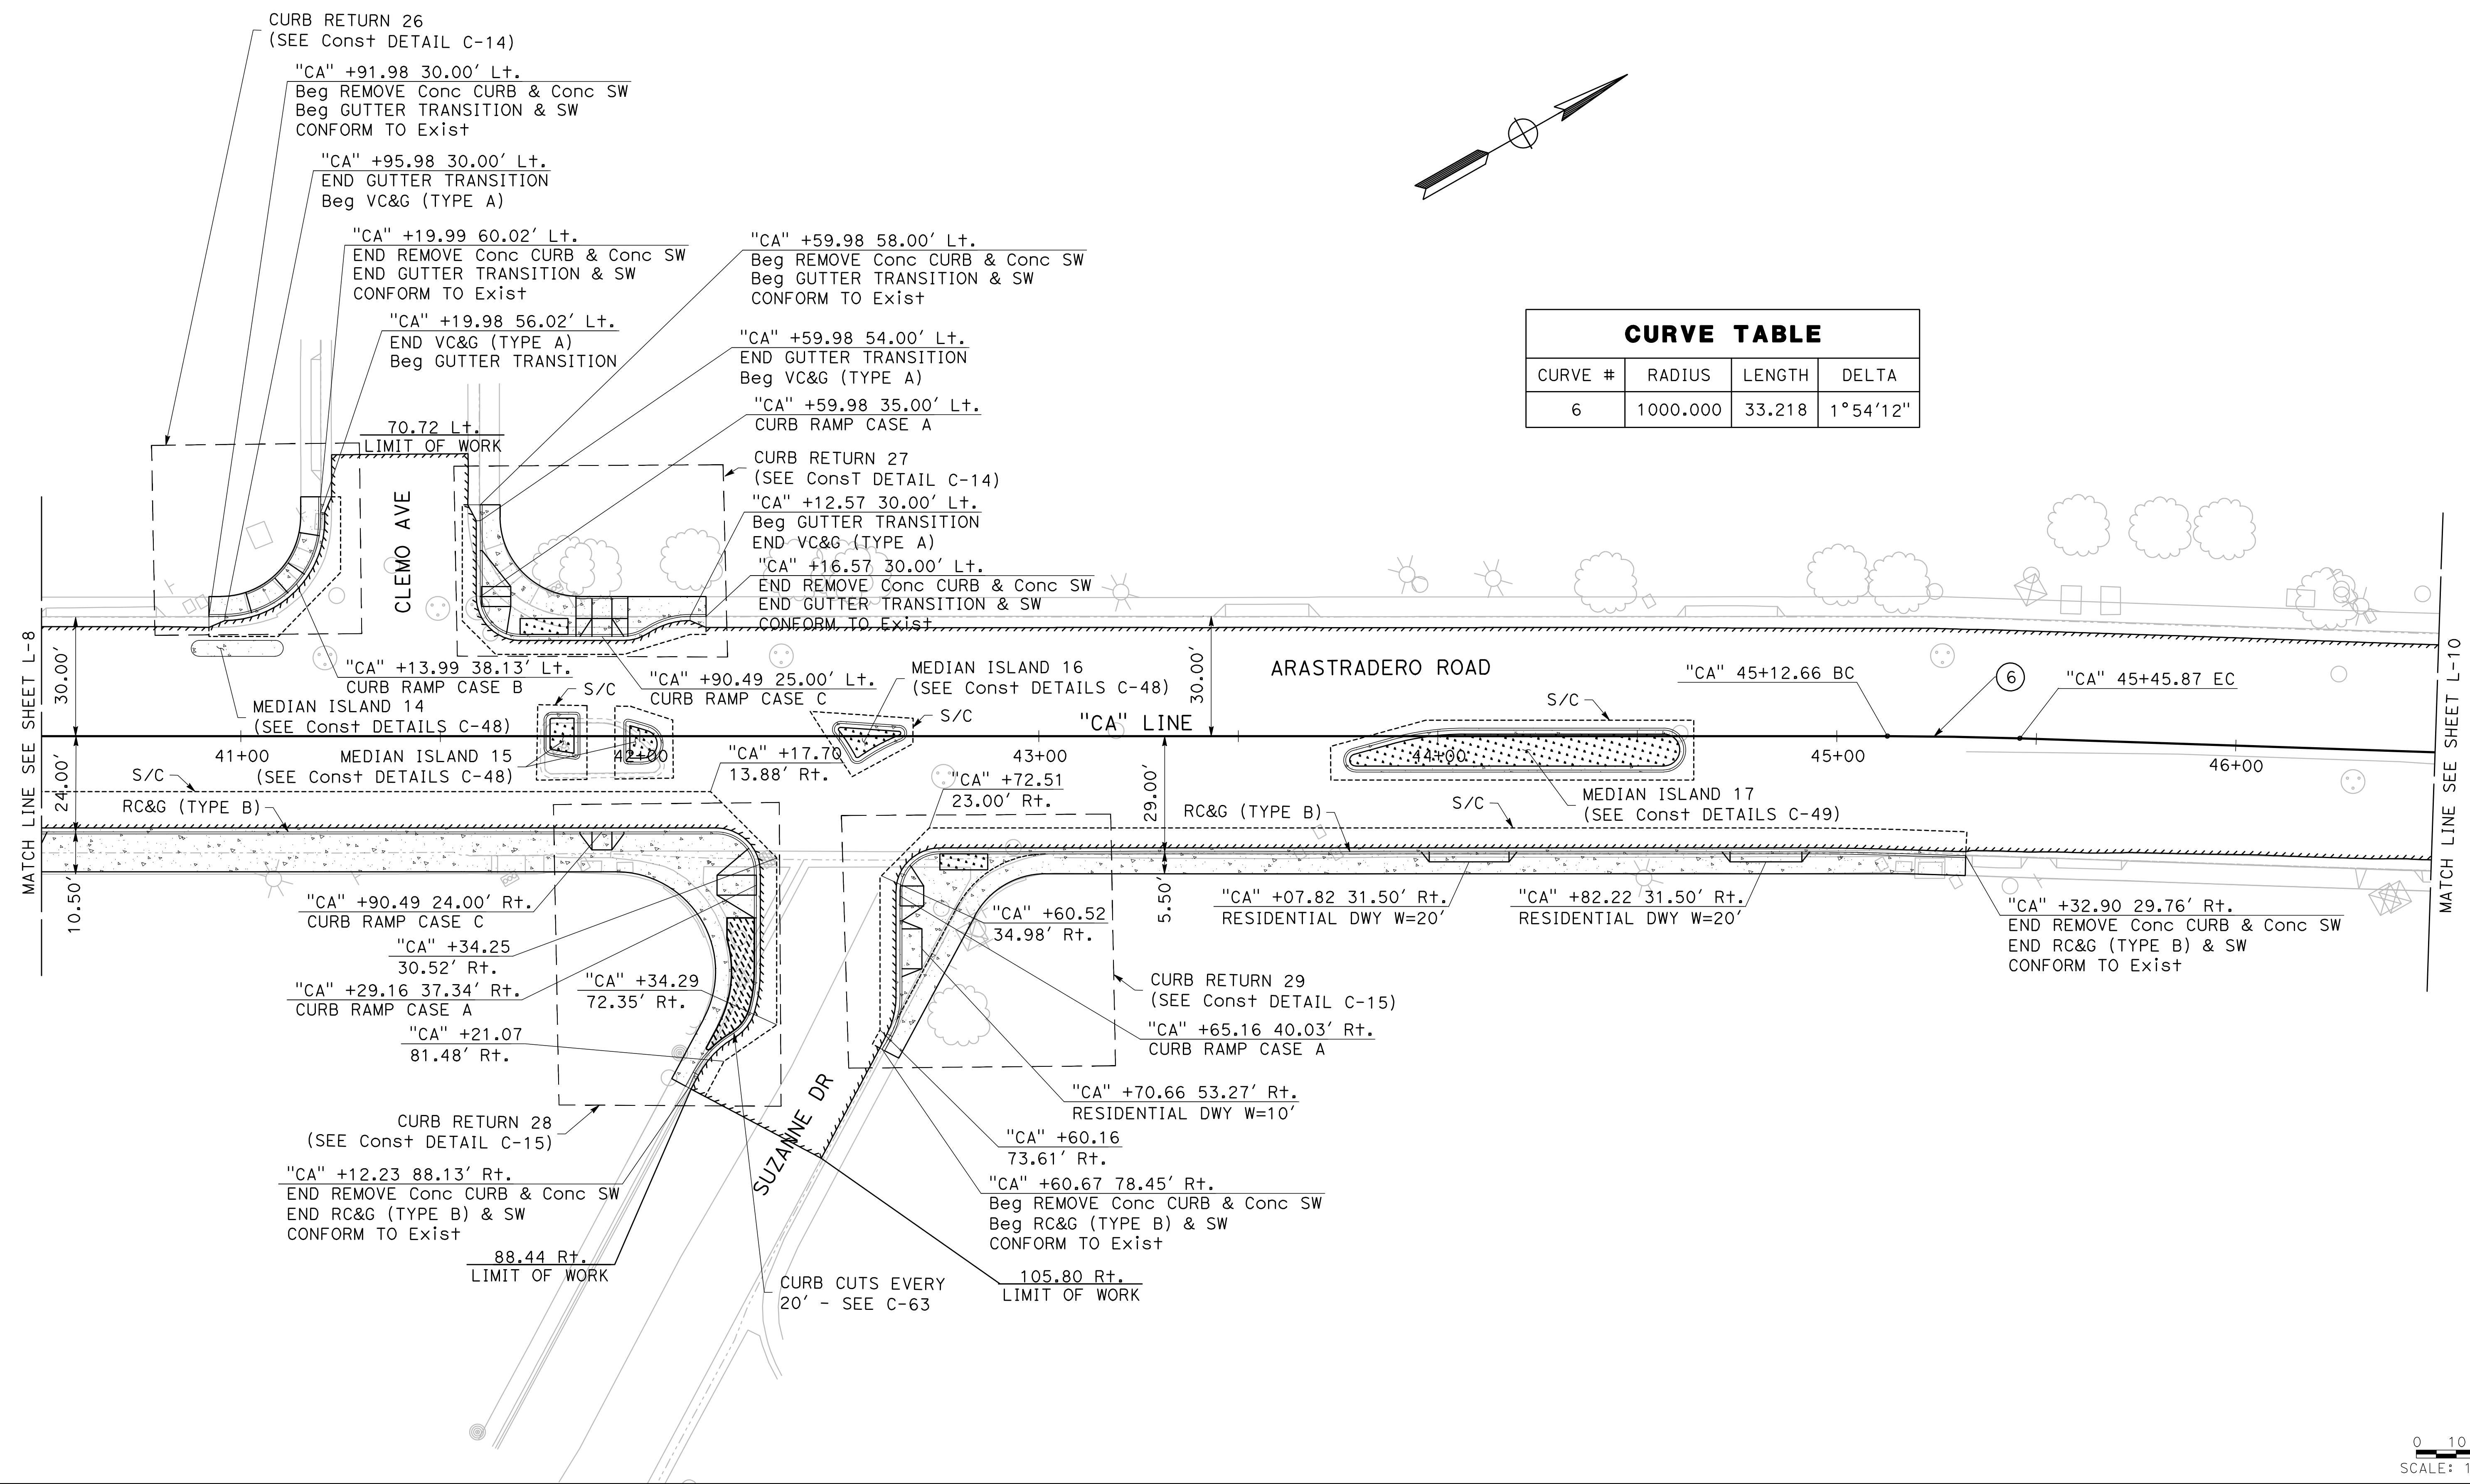 CURB RETURN 26
(SEE Const DETAIL C-14)
"CA" +91.98 30.00' Lt.
Beg REMOVE Conc CURB & Conc SW
Beg GUTTER TRANSITION & SW
CONFORM TO Exist
"CA" +95.98 30.00' Lt.
END GUTTER TRANSITION
Beg VC&G (TYPE A)
"CA" +19.99 60.02' Lt.
END REMOVE Conc CURB & Conc SW
END GUTTER TRANSITION & SW
CONFORM TO Exist
"CA" +19.98 56.02' Lt.
END VC&G (TYPE A)
Beg GUTTER TRANSITION
"CA" +59.98 58.00' Lt.
Beg REMOVE Conc CURB & Conc SW
Beg GUTTER TRANSITION & SW
CONFORM TO Exist
"CA" +59.98 54.00' Lt.
END GUTTER TRANSITION
Beg VC&G (TYPE A)
"CA" +59.98 35.00' Lt.
CURB RAMP CASE A
70.72 Lt.
LIMIT OF WORK
CURB RETURN 27
(SEE ConsT DETAIL C-14)
"CA" +12.57 30.00' Lt.
Beg GUTTER TRANSITION
END VC&G (TYPE A)
"CA" +16.57 30.00' Lt.
END REMOVE Conc CURB & Conc SW
END GUTTER TRANSITION & SW
CONFORM TO Exist
CURVE TABLE
CURVE # RADIUS LENGTH DELTA
6 1000.000 33.218 1°54'12"
CLEMO AVE
MATCH LINE SEE SHEET L-8
30.00'
24.00'
10.50'
"CA" +13.99 38.13' Lt.
CURB RAMP CASE B
MEDIAN ISLAND 14
(SEE Const DETAILS C-48)
S/C
"CA" +90.49 25.00' Lt.
CURB RAMP CASE C
MEDIAN ISLAND 16
(SEE Const DETAILS C-48)
S/C
30.00'
ARASTRADERO ROAD
"CA" LINE
S/C
"CA" 45+12.66 BC
6
"CA" 45+45.87 EC
MATCH LINE SEE SHEET L-10
41+00
42+00
43+00
44+00
45+00
46+00
MEDIAN ISLAND 15
(SEE Const DETAILS C-48)
"CA" +17.70
13.88' Rt.
S/C
RC&G (TYPE B)
"CA" +72.51
23.00' Rt.
29.00'
5.50'
RC&G (TYPE B)
S/C
MEDIAN ISLAND 17
(SEE Const DETAILS C-49)
"CA" +90.49 24.00' Rt.
CURB RAMP CASE C
"CA" +34.25
30.52' Rt.
"CA" +29.16 37.34' Rt.
CURB RAMP CASE A
"CA" +34.29
72.35' Rt.
"CA" +21.07
81.48' Rt.
CURB RETURN 28
(SEE Const DETAIL C-15)
"CA" +12.23 88.13' Rt.
END REMOVE Conc CURB & Conc SW
END RC&G (TYPE B) & SW
CONFORM TO Exist
88.44 Rt.
LIMIT OF WORK
SUZANNE DR
CURB CUTS EVERY
20' - SEE C-63
"CA" +60.52
34.98' Rt.
"CA" +07.82 31.50' Rt.
RESIDENTIAL DWY W=20'
"CA" +82.22 31.50' Rt.
RESIDENTIAL DWY W=20'
"CA" +32.90 29.76' Rt.
END REMOVE Conc CURB & Conc SW
END RC&G (TYPE B) & SW
CONFORM TO Exist
CURB RETURN 29
(SEE Const DETAIL C-15)
"CA" +65.16 40.03' Rt.
CURB RAMP CASE A
"CA" +70.66 53.27' Rt.
RESIDENTIAL DWY W=10'
"CA" +60.16
73.61' Rt.
"CA" +60.67 78.45' Rt.
Beg REMOVE Conc CURB & Conc SW
Beg RC&G (TYPE B) & SW
CONFORM TO Exist
105.80 Rt.
LIMIT OF WORK
0 10
SCALE: 1